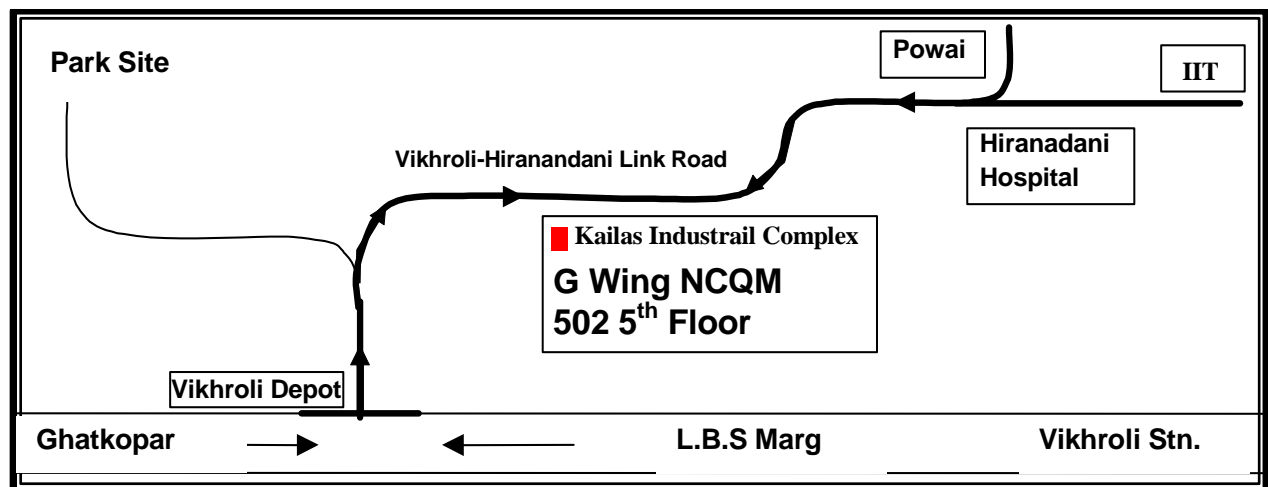 Powai
Park Site
IIT
Hiranadani
Hospital
Vikhroli-Hiranandani Link Road
Kailas Industrail Complex
G Wing NCQM
502 5th Floor
Vikhroli Depot
Ghatkopar
L.B.S Marg
Vikhroli Stn.